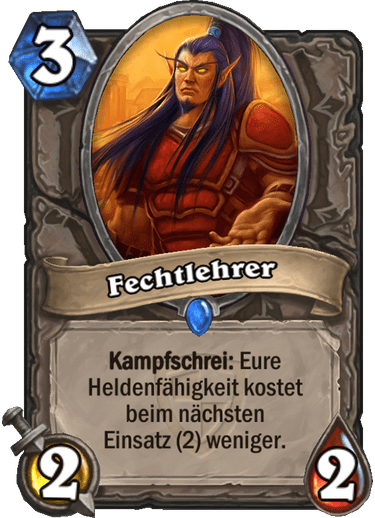 3
Fechtlehrer
Kampfschrei: Eure
Heldenfähigkeit kostet
beim nächsten
Einsatz (2) weniger.
2 2